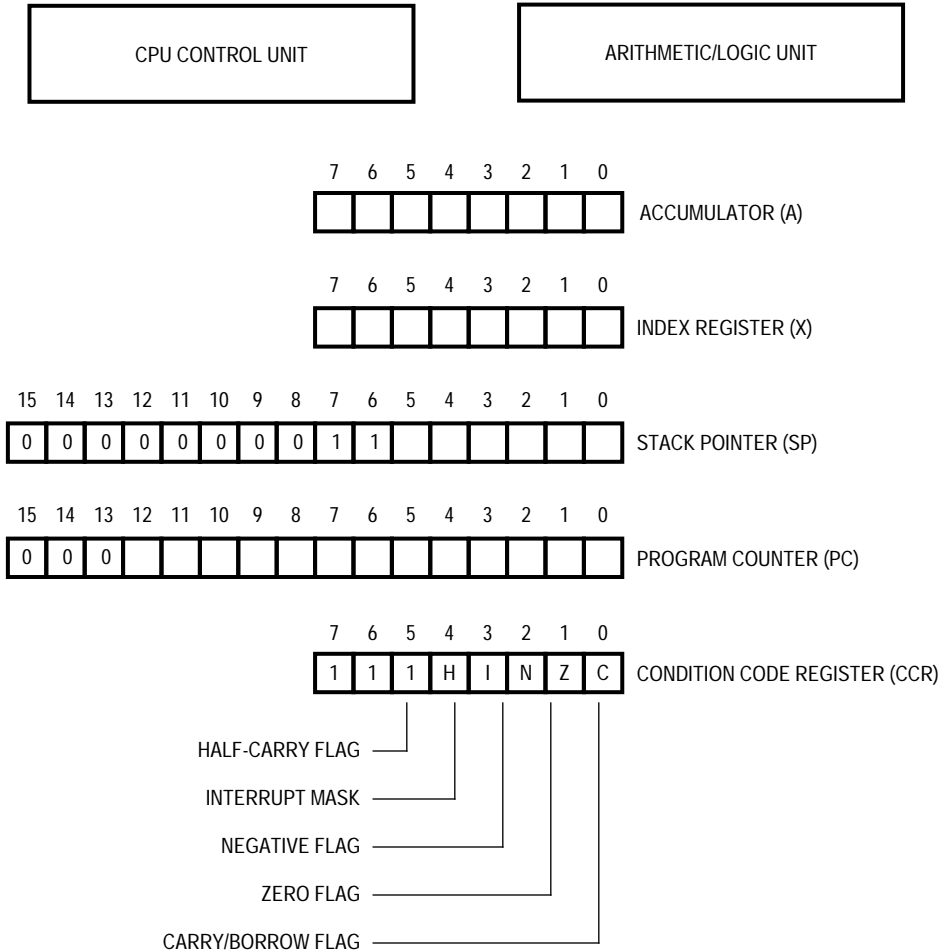 CPU CONTROL UNIT
ARITHMETIC/LOGIC UNIT
7 6 5 4 3 2 1 0
ACCUMULATOR (A)
7 6 5 4 3 2 1 0
INDEX REGISTER (X)
15 14 13 12 11 10 9 8 7 6 5 4 3 2 1 0
0 0 0 0 0 0 0 0 1 1 STACK POINTER (SP)
15 14 13 12 11 10 9 8 7 6 5 4 3 2 1 0
0 0 0 PROGRAM COUNTER (PC)
7 6 5 4 3 2 1 0
1 1 1 H I N Z C CONDITION CODE REGISTER (CCR)
HALF-CARRY FLAG
INTERRUPT MASK
NEGATIVE FLAG
ZERO FLAG
CARRY/BORROW FLAG